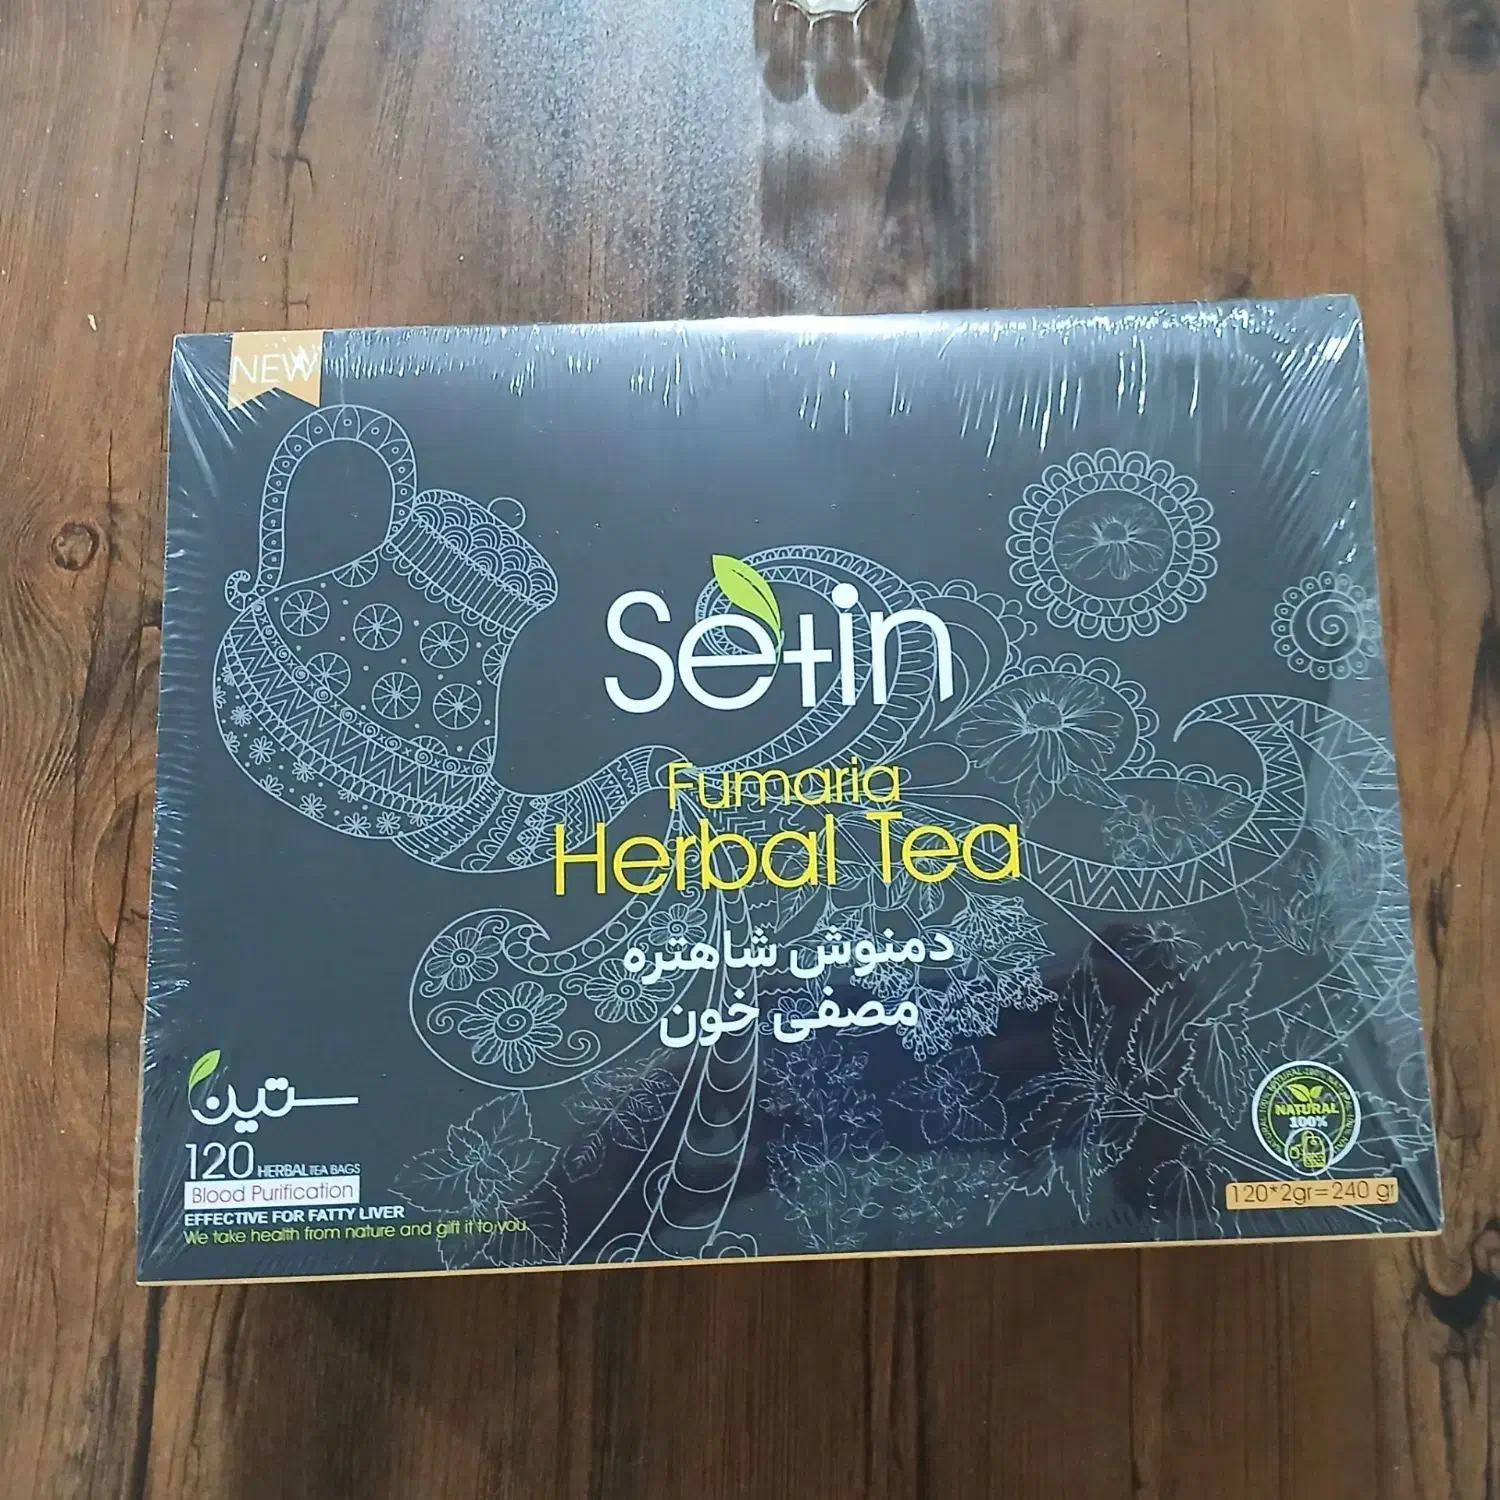 NEW
Setin
Fumaria
Herbal Tea
دمنوش شاهتره
مصفی خون
ستین
120 HERBAL TEA BAGS
Blood Purification
EFFECTIVE FOR FATTY LIVER
We take health from nature and gift it to you
NATURAL
100%
120*2gr=240 gr